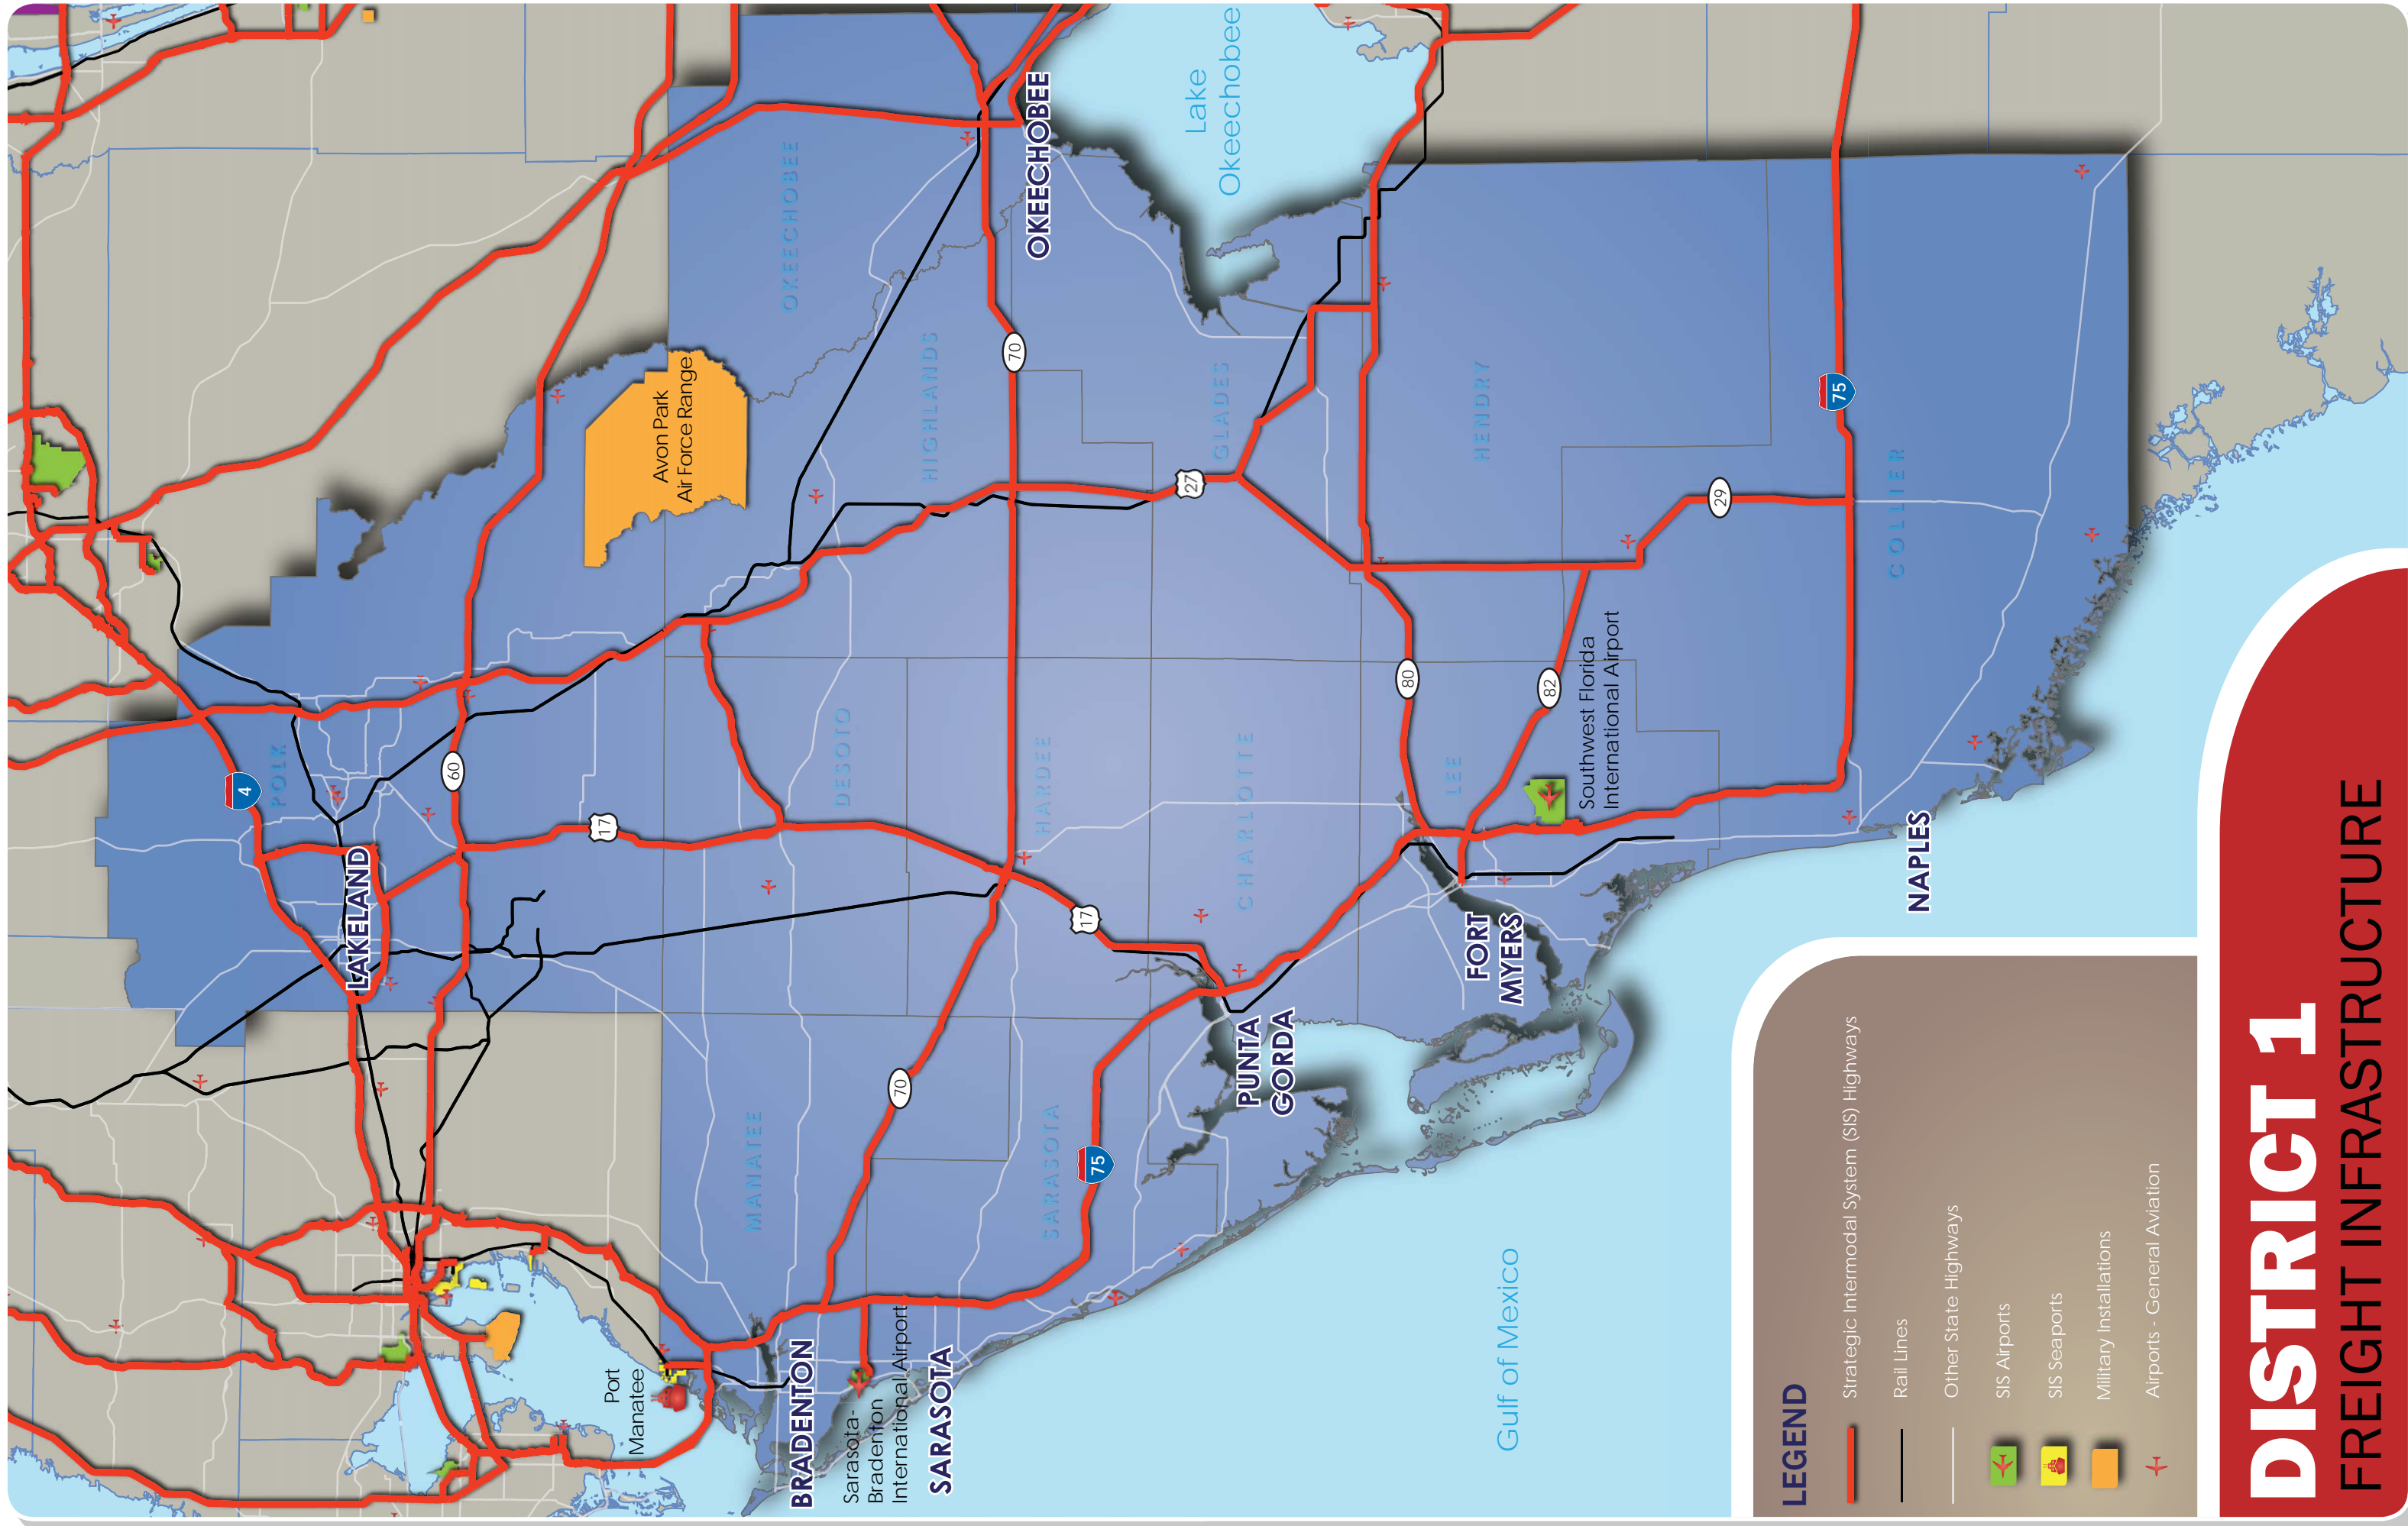 DISTRICT 1
FREIGHT INFRASTRUCTURE
LEGEND
Strategic Intermodal System (SIS) Highways
Rail Lines
Other State Highways
SIS Airports
SIS Seaports
Military Installations
Airports - General Aviation
Gulf of Mexico
Lake
Okeechobee
Port
Manatee
BRADENTON
Sarasota-
Bradenton
International Airport
SARASOTA
PUNTA
GORDA
FORT
MYERS
NAPLES
LAKELAND
OKEECHOBEE
Avon Park
Air Force Range
Southwest Florida
International Airport
POLK
MANATEE
SARASOTA
DESOTO
HARDEE
CHARLOTTE
LEE
HIGHLANDS
OKEECHOBEE
GLADES
HENDRY
COLLIER
4
60
17
17
70
70
75
75
27
80
82
29